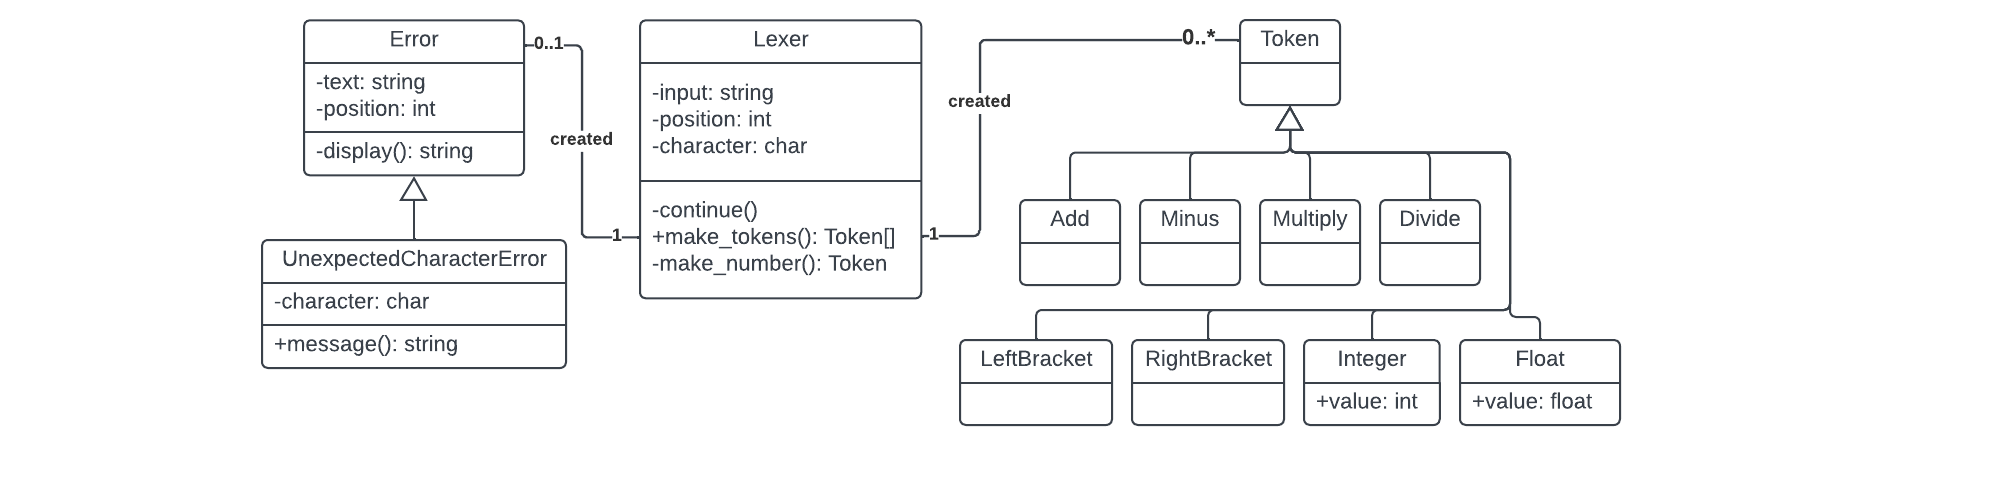 Error
-text: string
-position: int
-display(): string
0..1
created
1
UnexpectedCharacterError
-character: char
+message(): string
Lexer
-input: string
-position: int
-character: char
-continue()
+make_tokens(): Token[]
-make_number(): Token
1
created
0..*
Token
Add
Minus
Multiply
Divide
LeftBracket
RightBracket
Integer
+value: int
Float
+value: float